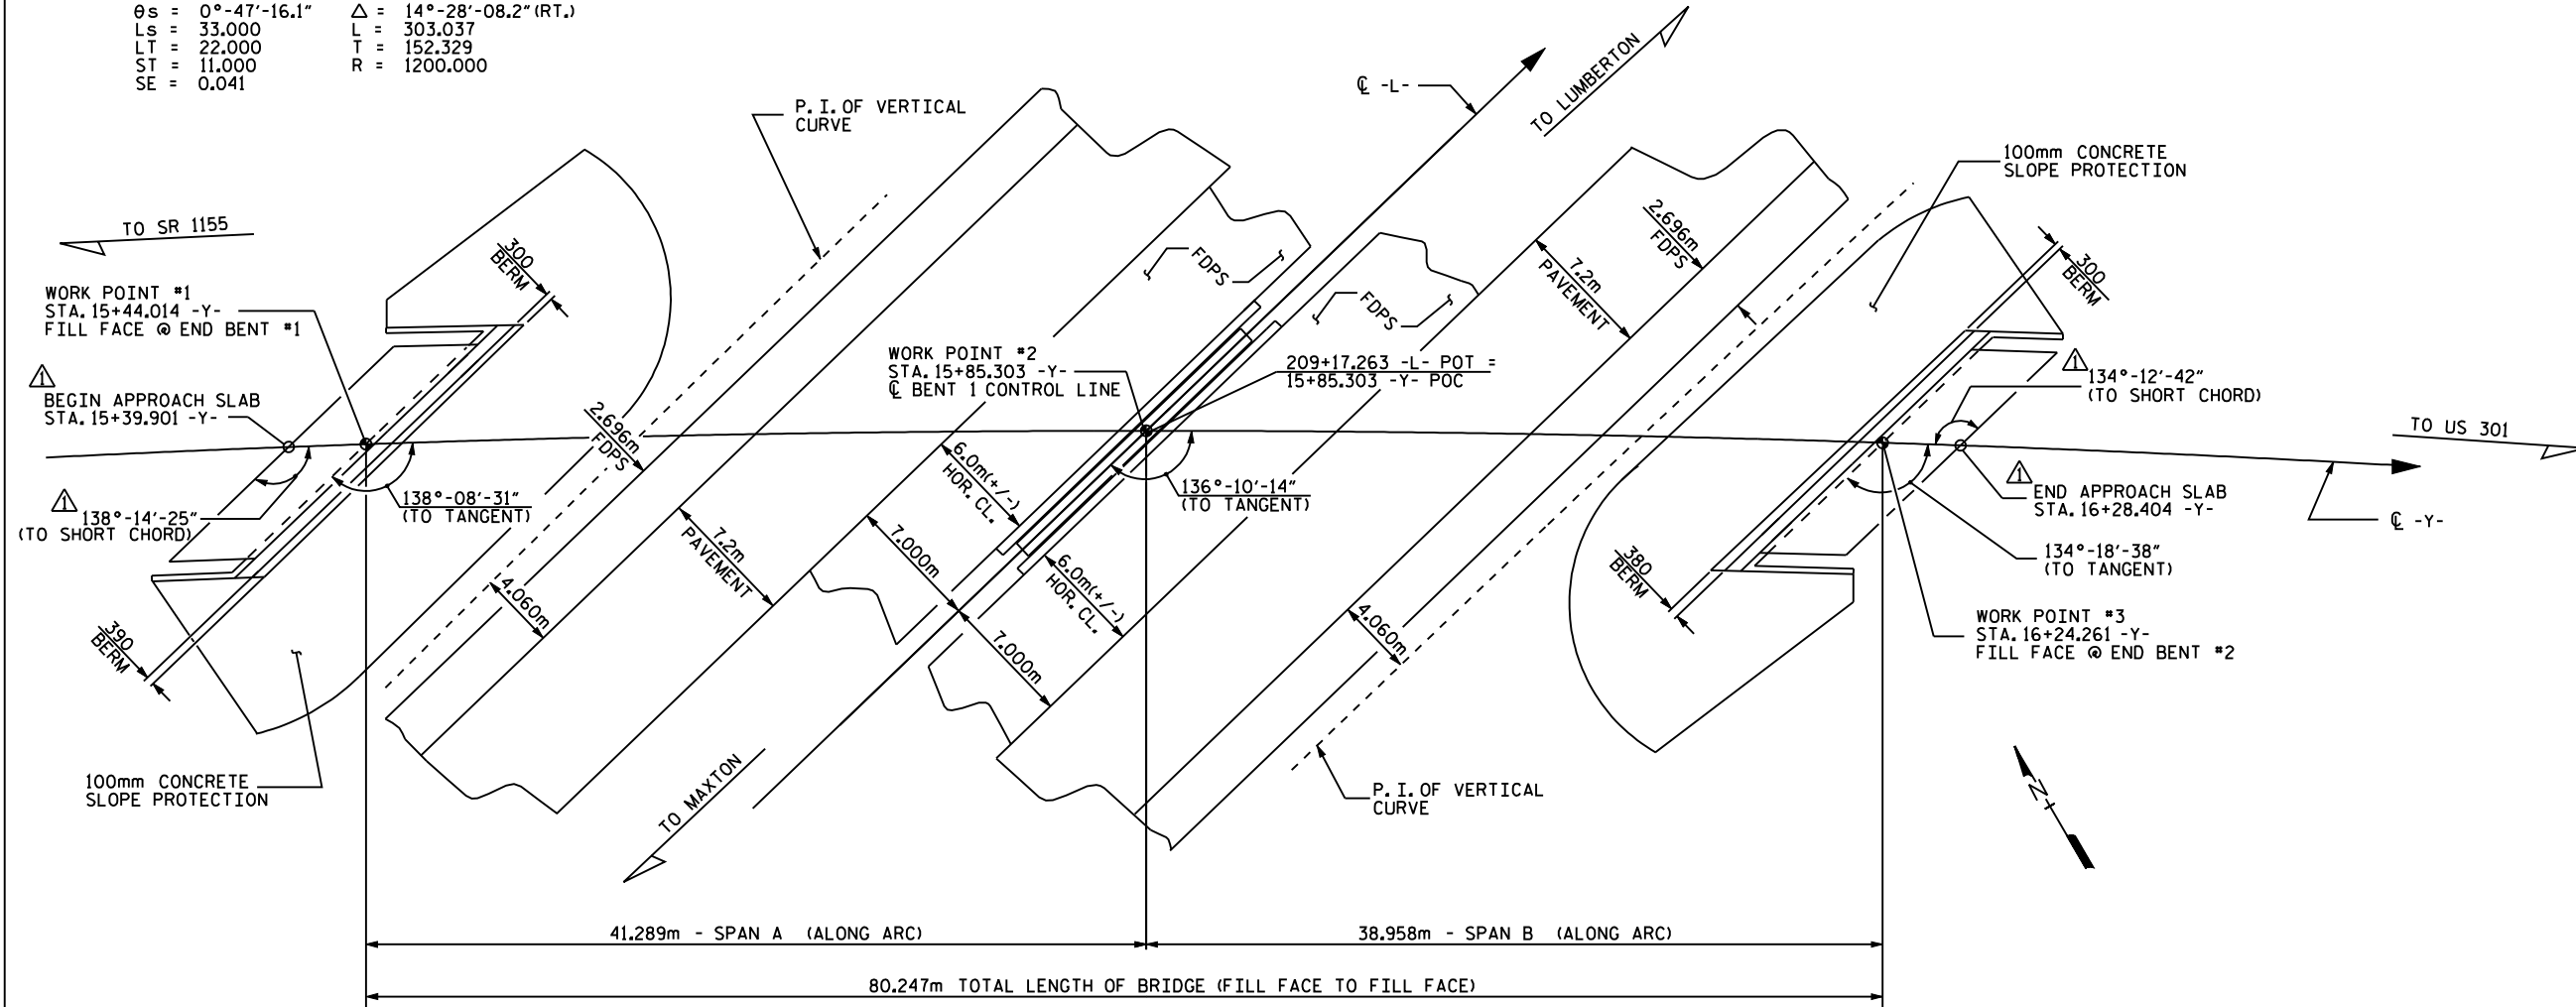 θs = 0°-47'-16.1" Δ = 14°-28'-08.2" (RT.)
Ls = 33.000 L = 303.037
LT = 22.000 T = 152.329
ST = 11.000 R = 1200.000
SE = 0.041
P.I. OF VERTICAL
CURVE
℄ -L-
TO LUMBERTON
100mm CONCRETE
SLOPE PROTECTION
TO SR 1155
300
BERM
WORK POINT #1
STA. 15+44.014 -Y-
FILL FACE @ END BENT #1
1
BEGIN APPROACH SLAB
STA. 15+39.901 -Y-
1
138°-14'-25"
(TO SHORT CHORD)
138°-08'-31"
(TO TANGENT)
390
BERM
100mm CONCRETE
SLOPE PROTECTION
2.696m
FDPS
4.060m
7.2m
PAVEMENT
TO MAXTON
FDPS
FDPS
WORK POINT #2
STA. 15+85.303 -Y-
℄ BENT 1 CONTROL LINE
209+17.263 -L- POT =
15+85.303 -Y- POC
6.0m(+/-)
HOR. CL.
7.000m
6.0m(+/-)
HOR. CL.
7.000m
136°-10'-14"
(TO TANGENT)
2.696m
FDPS
7.2m
PAVEMENT
4.060m
P.I. OF VERTICAL
CURVE
300
BERM
1
134°-12'-42"
(TO SHORT CHORD)
TO US 301
1
END APPROACH SLAB
STA. 16+28.404 -Y-
℄ -Y-
134°-18'-38"
(TO TANGENT)
380
BERM
WORK POINT #3
STA. 16+24.261 -Y-
FILL FACE @ END BENT #2
N
41.289m - SPAN A (ALONG ARC)
38.958m - SPAN B (ALONG ARC)
80.247m TOTAL LENGTH OF BRIDGE (FILL FACE TO FILL FACE)